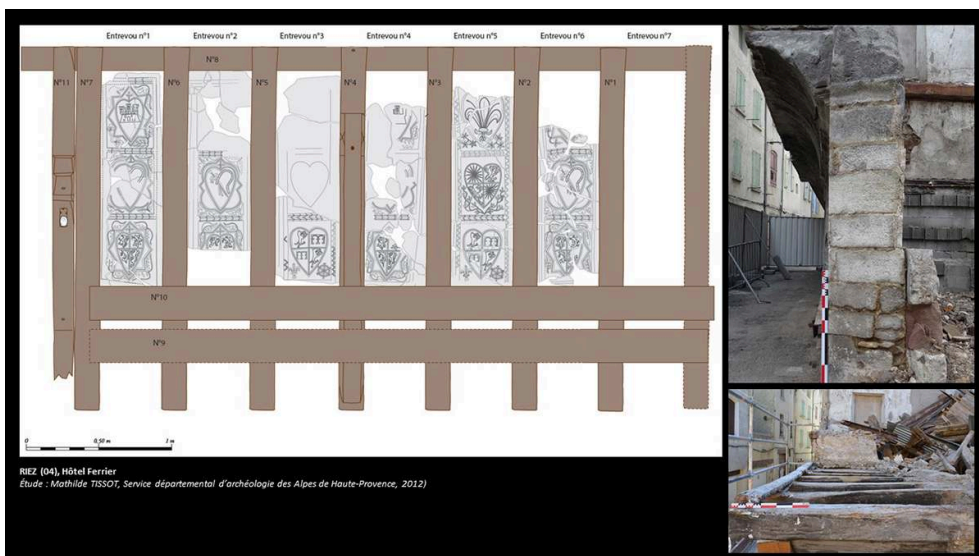 Entrevou n°1 Entrevou n°2 Entrevou n°3 Entrevou n°4 Entrevou n°5 Entrevou n°6 Entrevou n°7
N°8
N°11 N°7 N°6 N°5 N°4 N°3 N°2 N°1
N°10
N°9
0 0,50 m 1 m
RIEZ (04), Hôtel Ferrier
Étude : Mathilde TISSOT, Service départemental d'archéologie des Alpes de Haute-Provence, 2012)